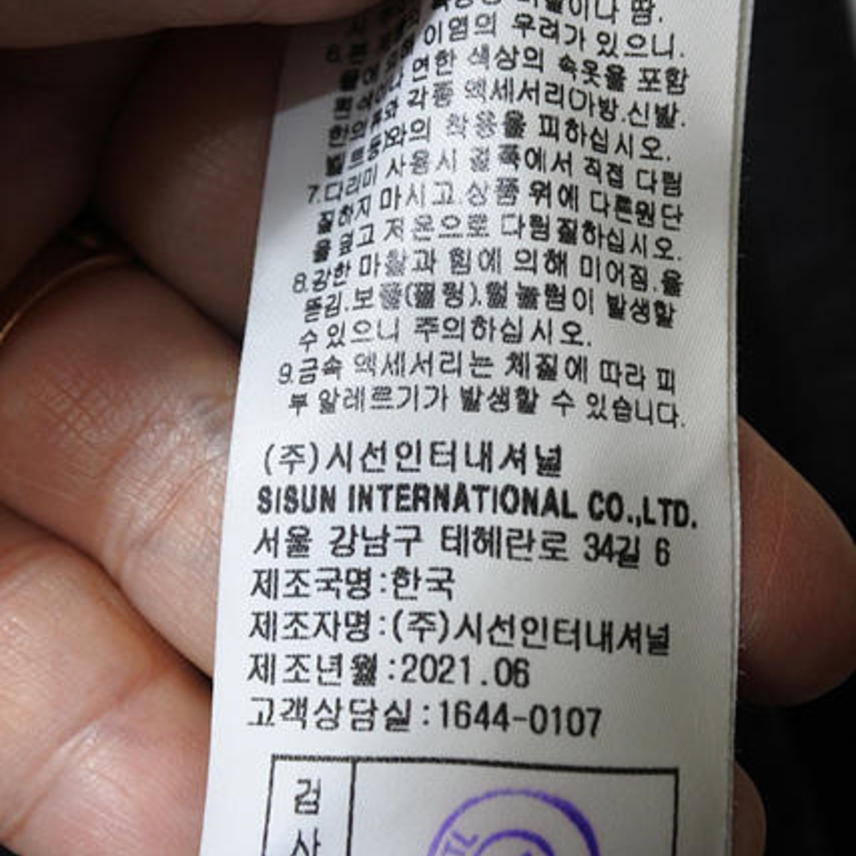 이나 땀.
이염의 우려가 있으니.
연한 색상의 속옷을 포함
각종 액세서리(가방.신발.
벨트등)와의 착용을 피하십시오.
7.다리미 사용시 겉쪽에서 직접 다림
질하지 마시고.상품 위에 다른원단
을 덮고 저온으로 다림질하십시오.
8.강한 마찰과 힘에 의해 미어짐.올
뜯김.보풀(필링).털눌림이 발생할
수 있으니 주의하십시오.
9.금속 액세서리는 체질에 따라 피
부 알레르기가 발생할 수 있습니다.
(주)시선인터내셔널
SISUN INTERNATIONAL CO.,LTD.
서울 강남구 테헤란로 34길 6
제조국명:한국
제조자명:(주)시선인터내셔널
제조년월:2021.06
고객상담실:1644-0107
검
사